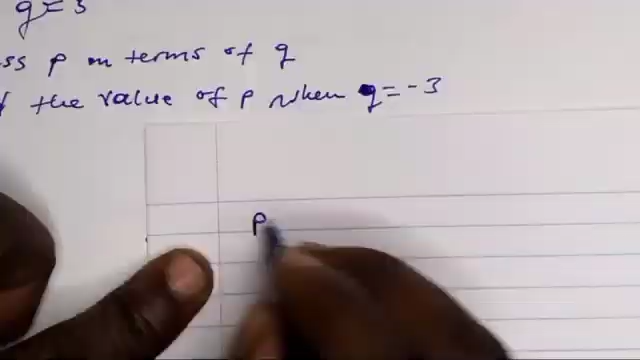 q = 3
ss p in terms of q
the value of p when q = -3
P